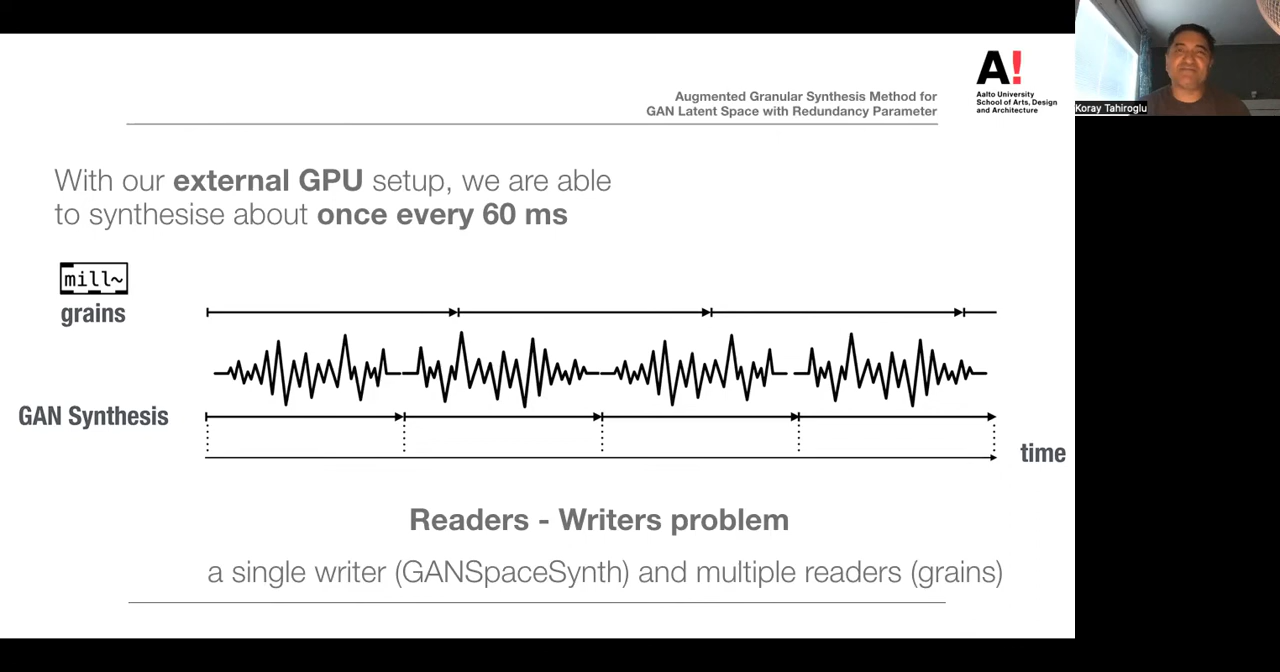 Augmented Granular Synthesis Method for
GAN Latent Space with Redundancy Parameter
A!
Aalto University
School of Arts, Design
and Architecture
Koray Tahiroglu
With our external GPU setup, we are able
to synthesise about once every 60 ms
mill~
grains
GAN Synthesis
time
Readers - Writers problem
a single writer (GANSpaceSynth) and multiple readers (grains)